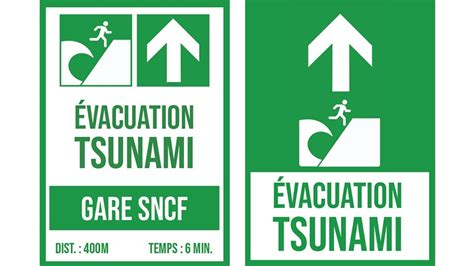 ÉVACUATION
TSUNAMI
GARE SNCF
DIST. : 400M TEMPS : 6 MIN.
ÉVACUATION
TSUNAMI